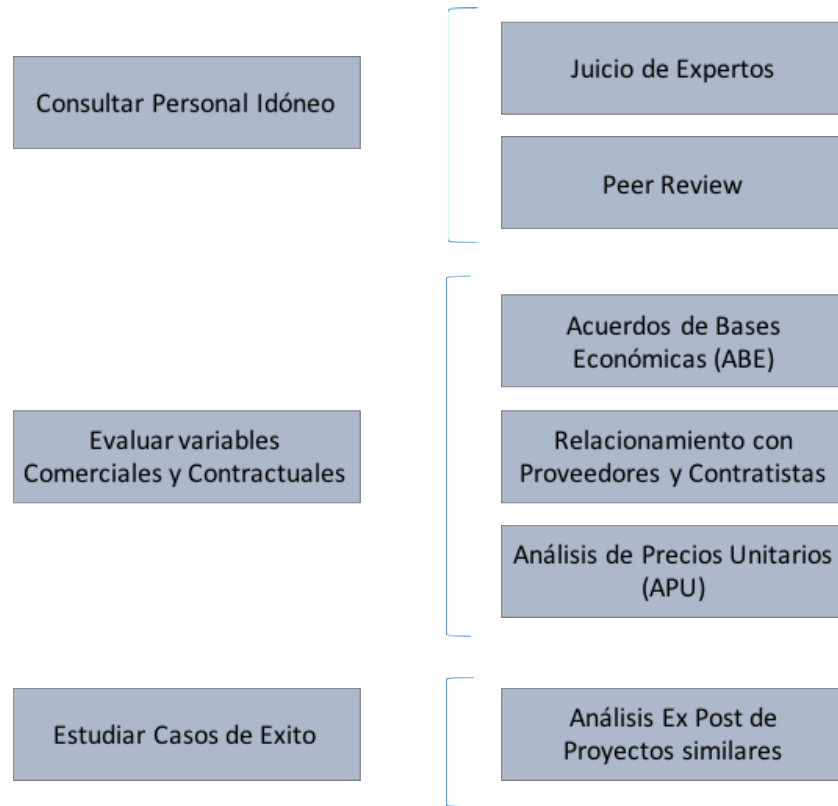 Consultar Personal Idóneo
Juicio de Expertos
Peer Review
Evaluar variables
Comerciales y Contractuales
Acuerdos de Bases
Económicas (ABE)
Relacionamiento con
Proveedores y Contratistas
Análisis de Precios Unitarios
(APU)
Estudiar Casos de Exito
Análisis Ex Post de
Proyectos similares